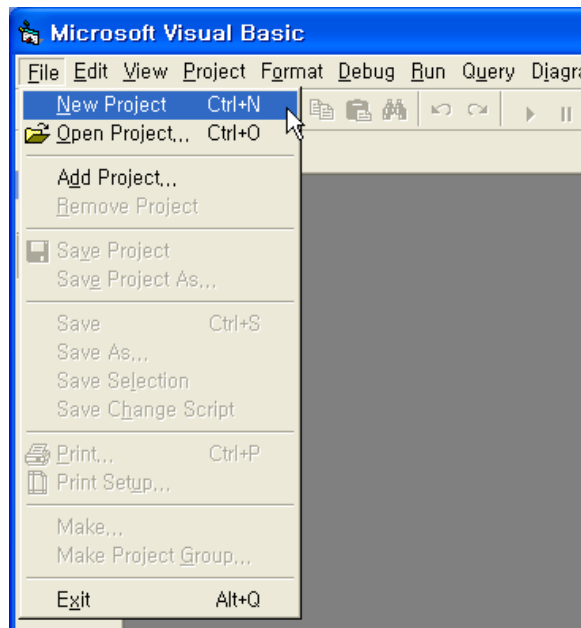 Microsoft Visual Basic
File Edit View Project Format Debug Run Query Diagra
New Project Ctrl+N
Open Project... Ctrl+O
Add Project...
Remove Project
Save Project
Save Project As...
Save Ctrl+S
Save As...
Save Selection
Save Change Script
Print... Ctrl+P
Print Setup...
Make...
Make Project Group...
Exit Alt+Q